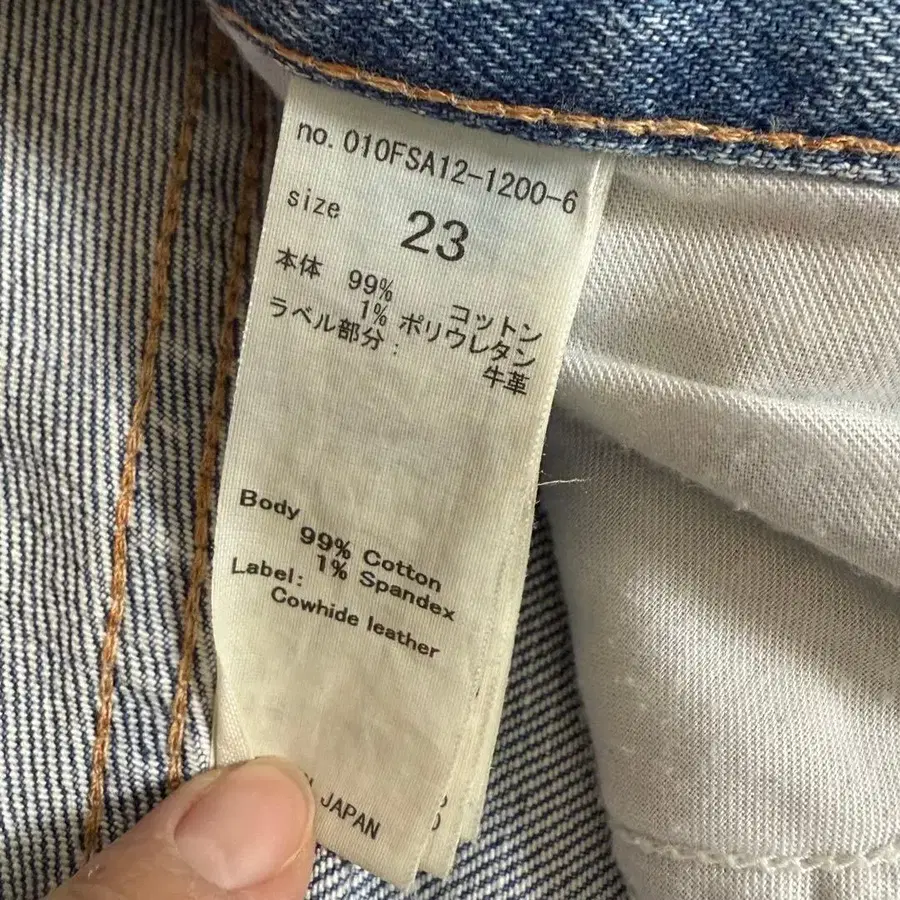 no. 010FSA12-1200-6
size 23
本体 99% コットン
1% ポリウレタン
ラベル部分: 牛革
Body
99% Cotton
1% Spandex
Label:
Cowhide leather
JAPAN